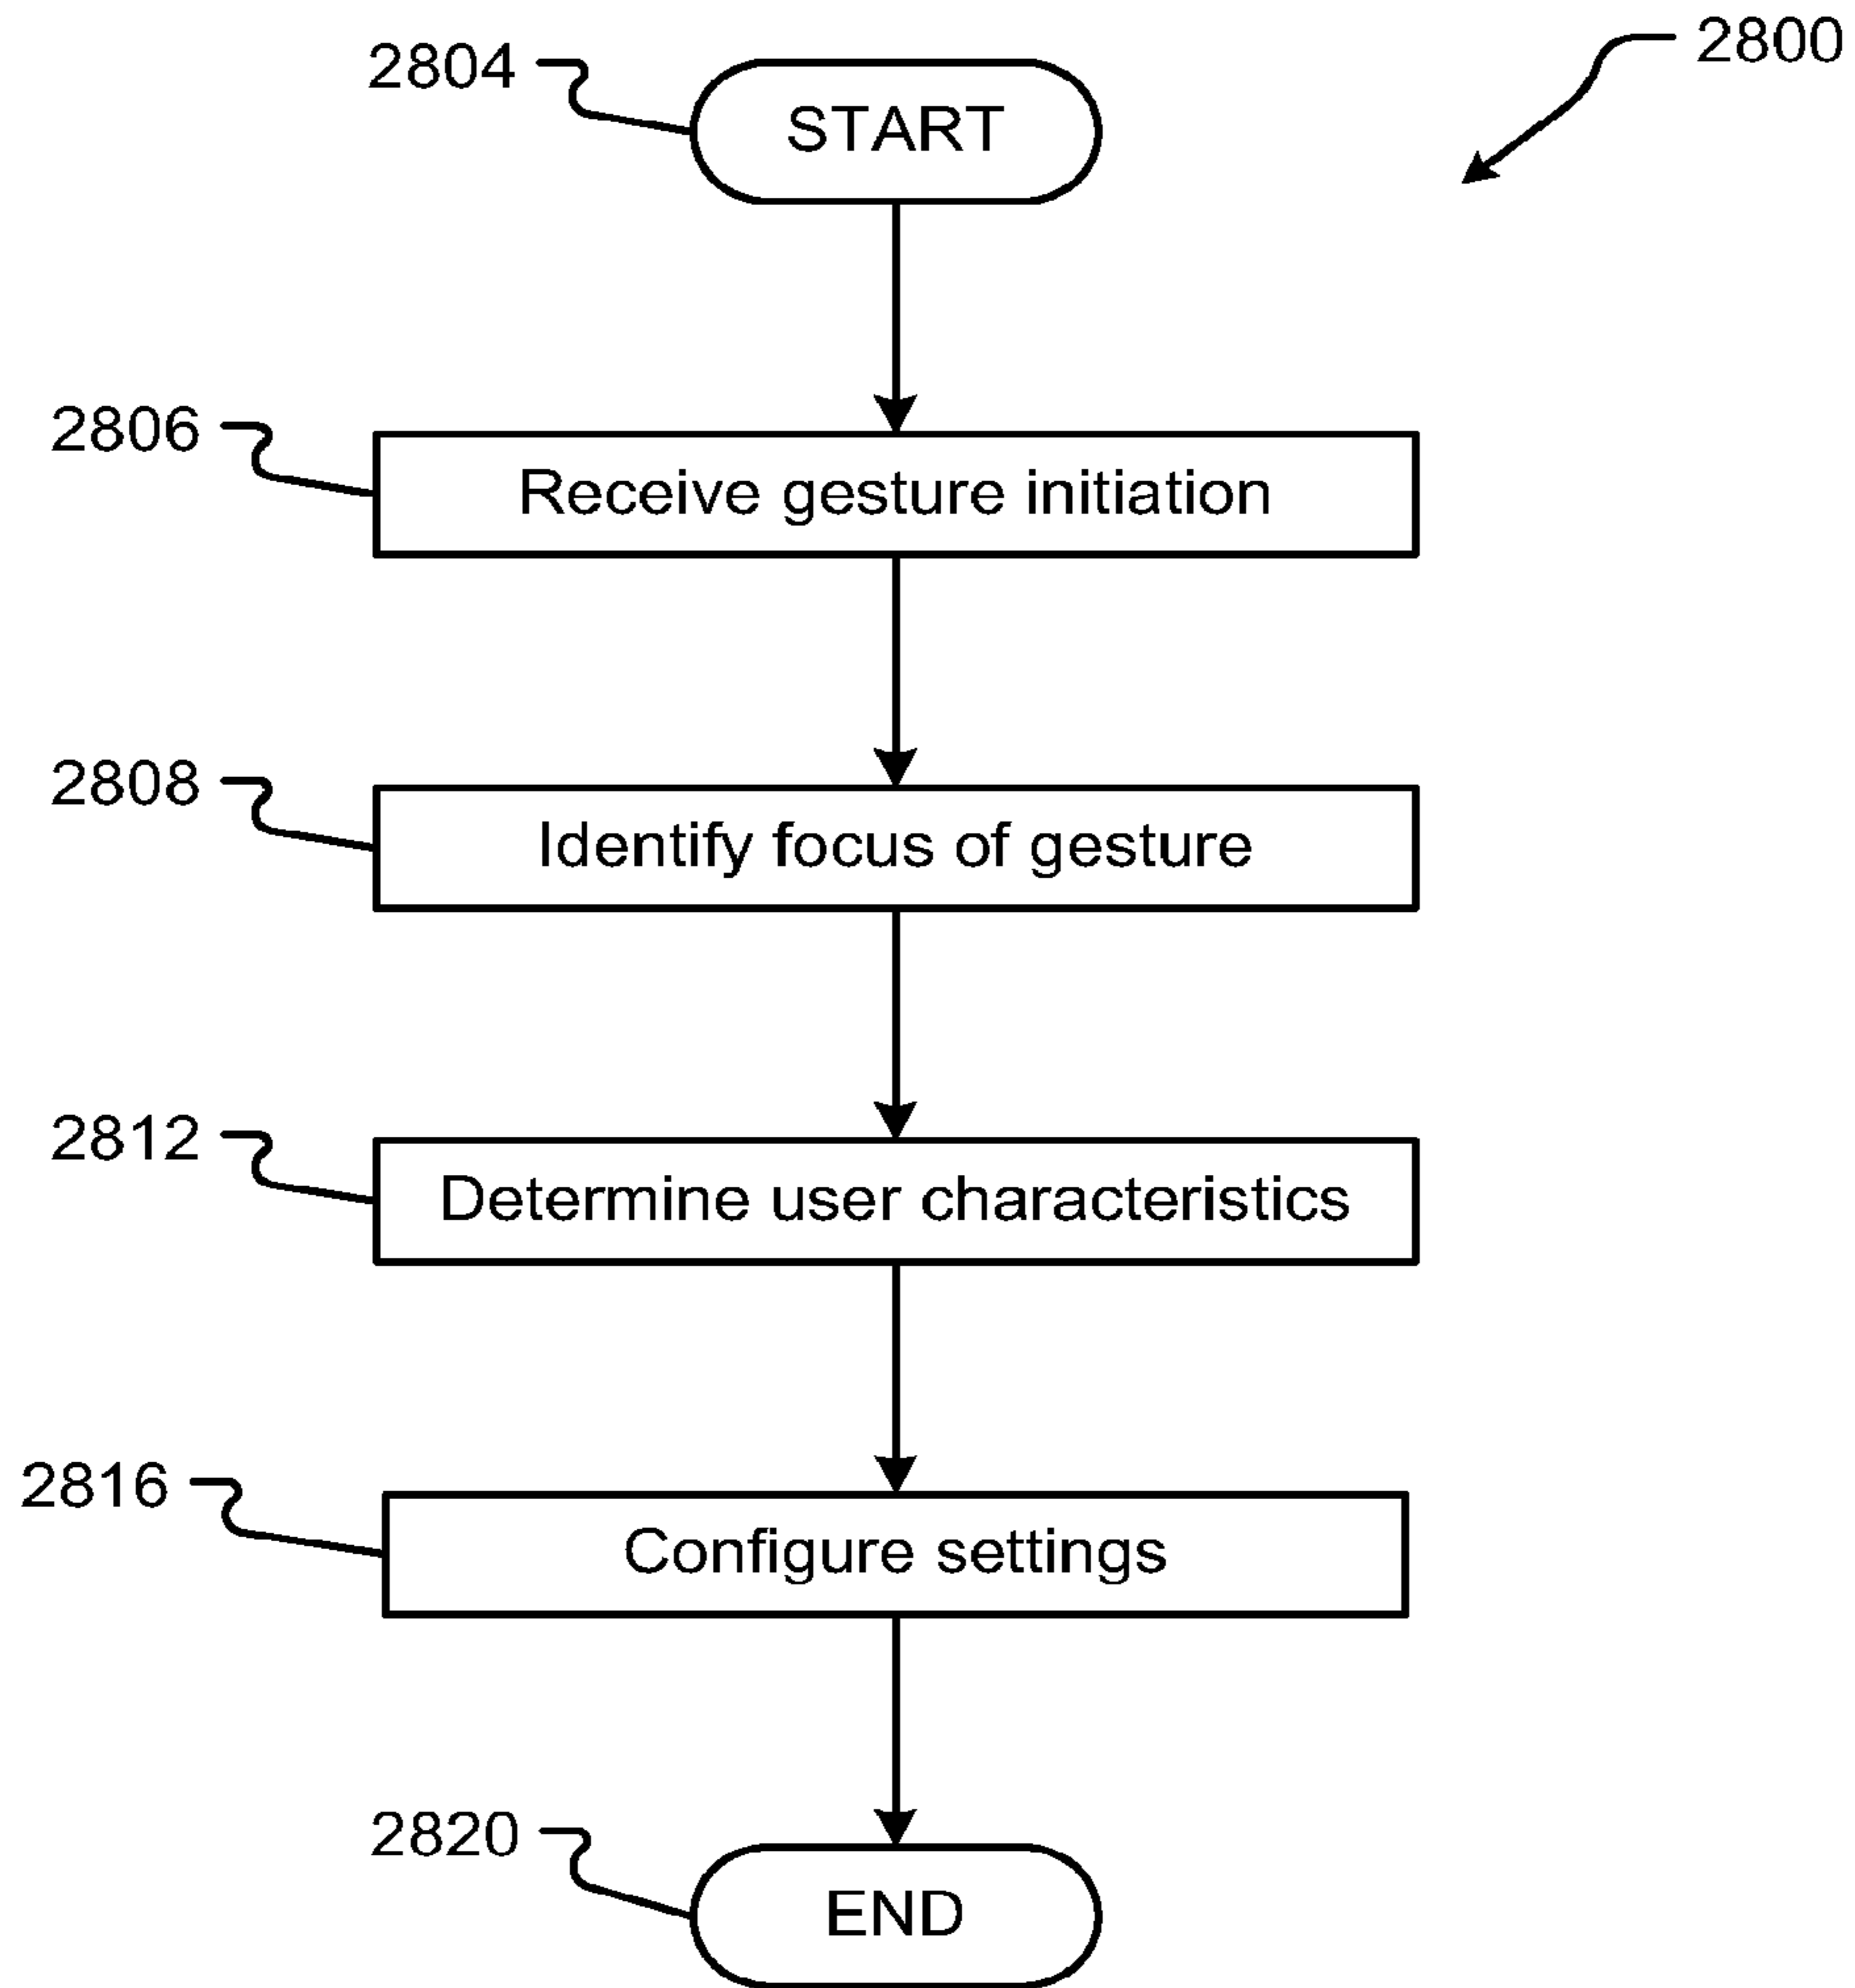 2800
2804
START
2806
Receive gesture initiation
2808
Identify focus of gesture
2812
Determine user characteristics
2816
Configure settings
2820
END